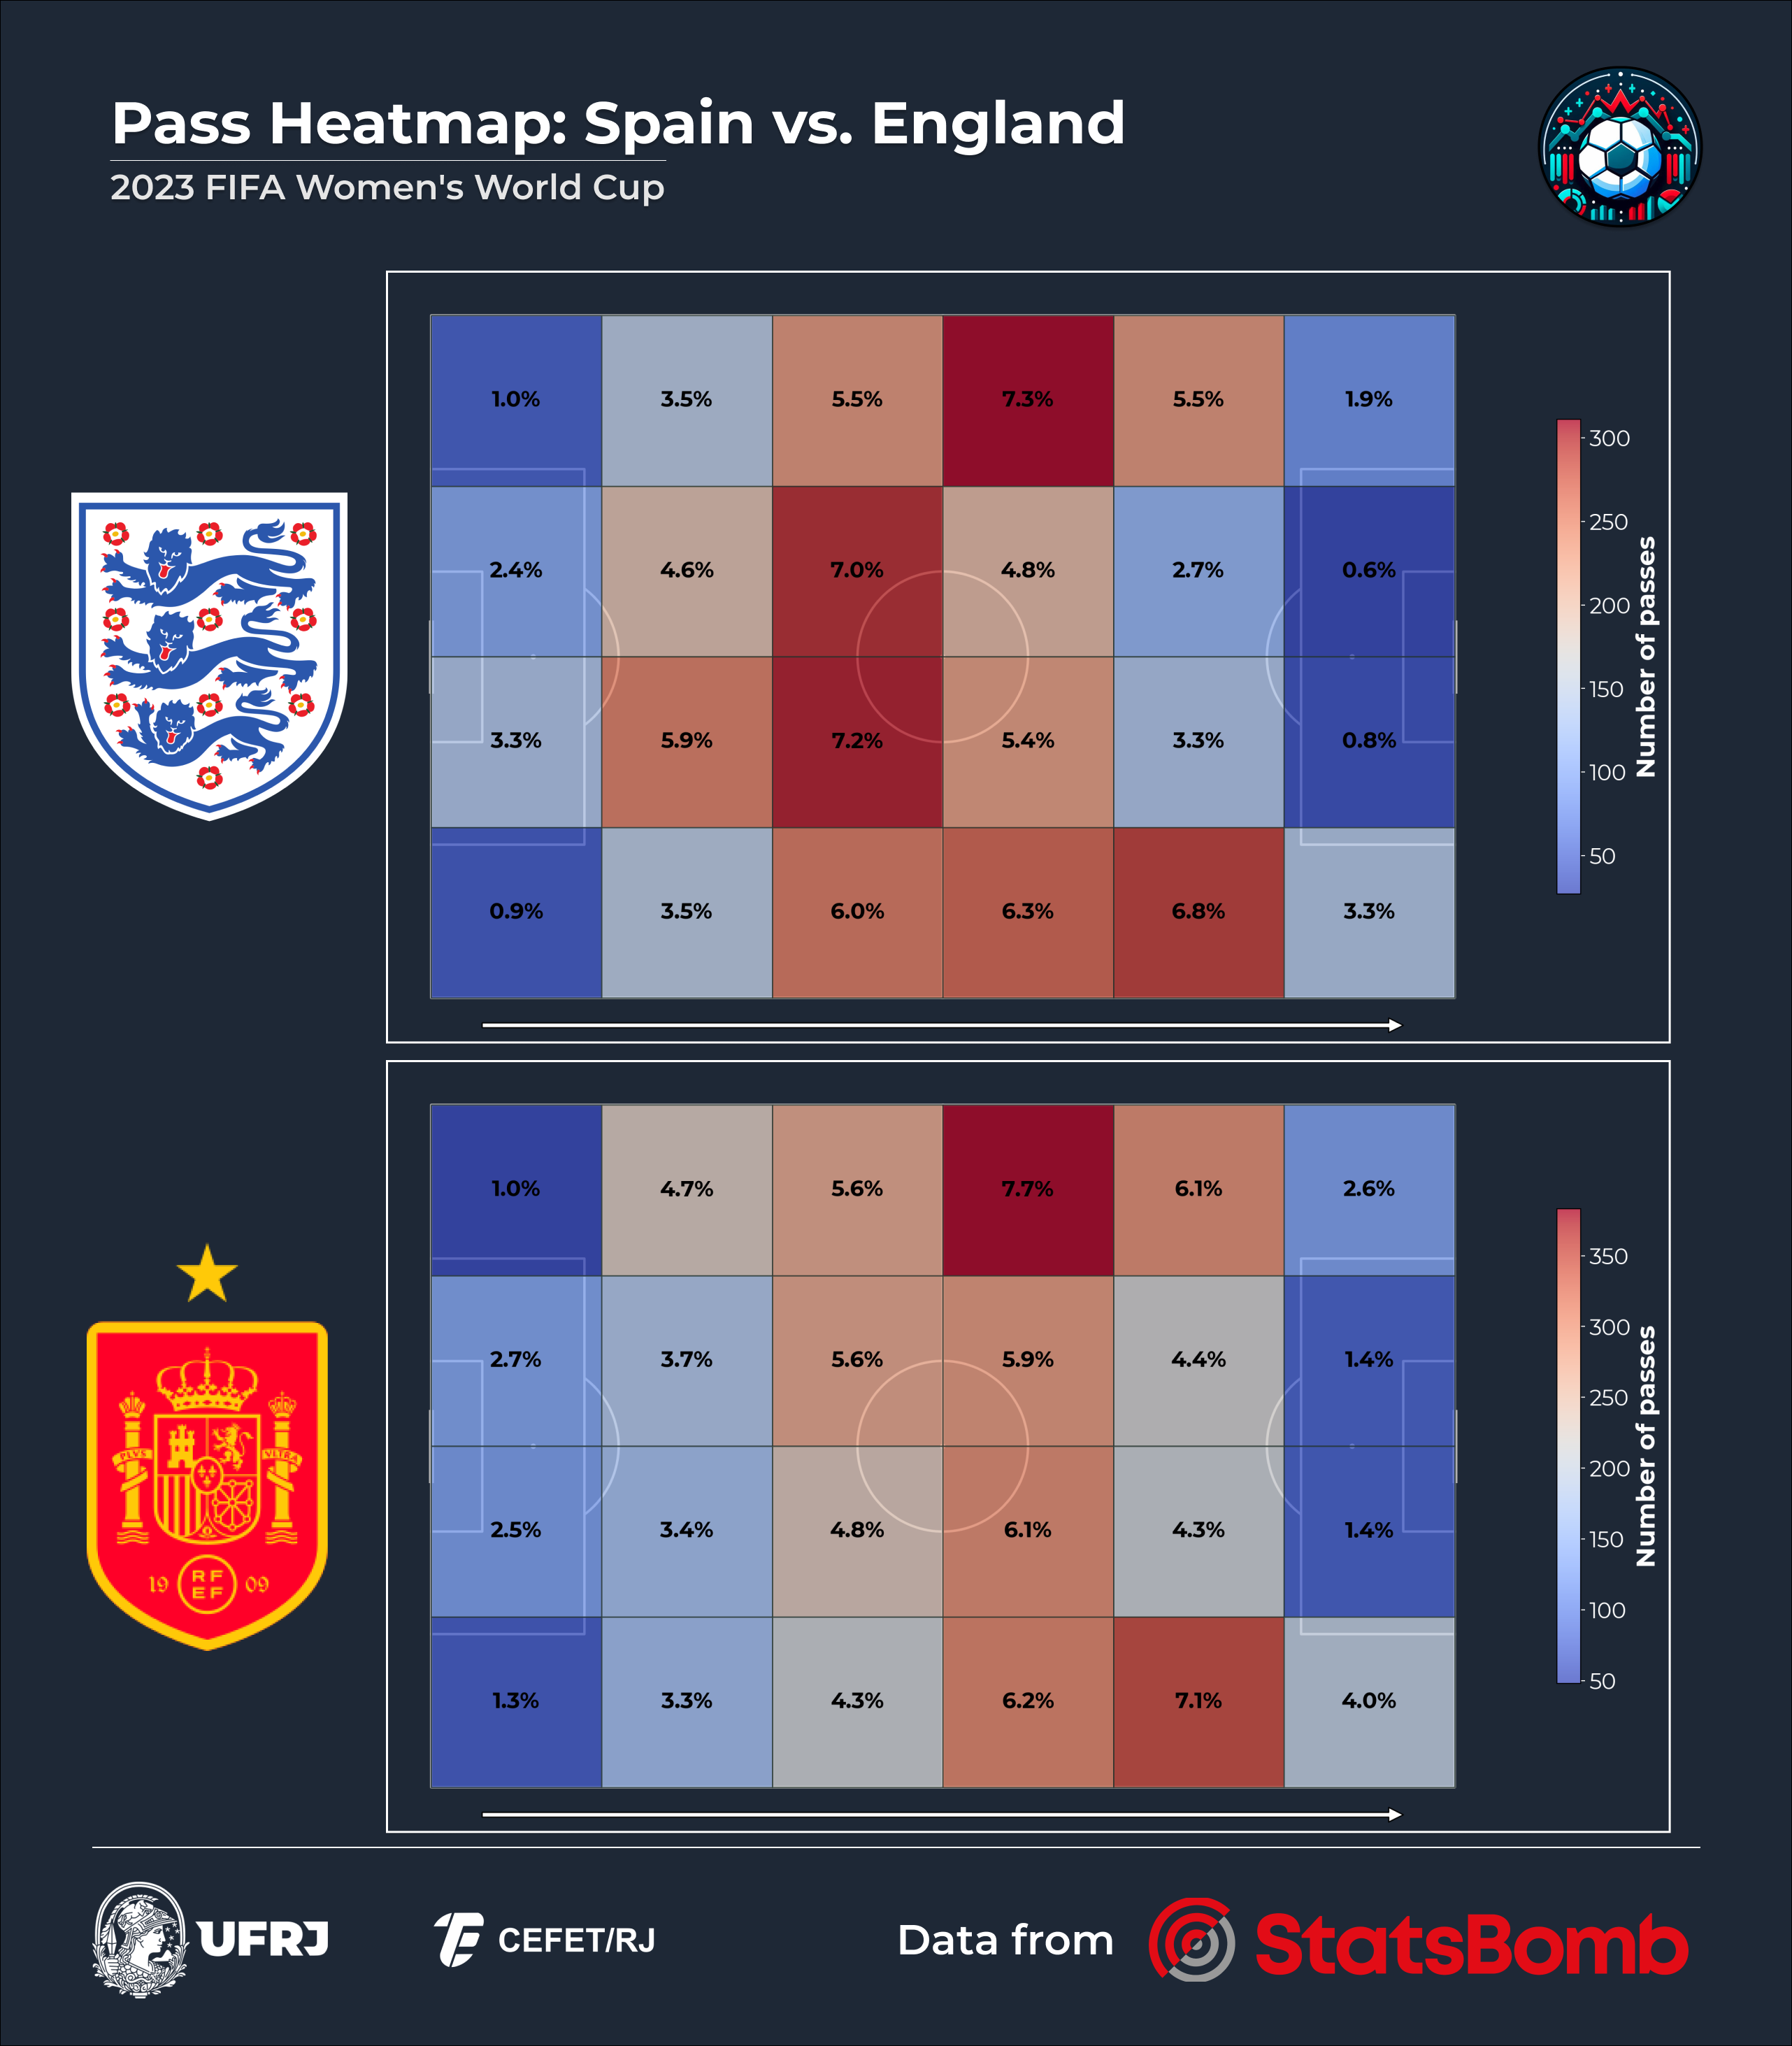 Pass Heatmap: Spain vs. England
2023 FIFA Women's World Cup
1.0% 3.5% 5.5% 7.3% 5.5% 1.9%
2.4% 4.6% 7.0% 4.8% 2.7% 0.6%
3.3% 5.9% 7.2% 5.4% 3.3% 0.8%
0.9% 3.5% 6.0% 6.3% 6.8% 3.3%
300
250
200
150
100
50
Number of passes
1.0% 4.7% 5.6% 7.7% 6.1% 2.6%
2.7% 3.7% 5.6% 5.9% 4.4% 1.4%
2.5% 3.4% 4.8% 6.1% 4.3% 1.4%
1.3% 3.3% 4.3% 6.2% 7.1% 4.0%
350
300
250
200
150
100
50
Number of passes
PLVS VLTRA
19 RF 09
EF
UFRJ CEFET/RJ Data from StatsBomb